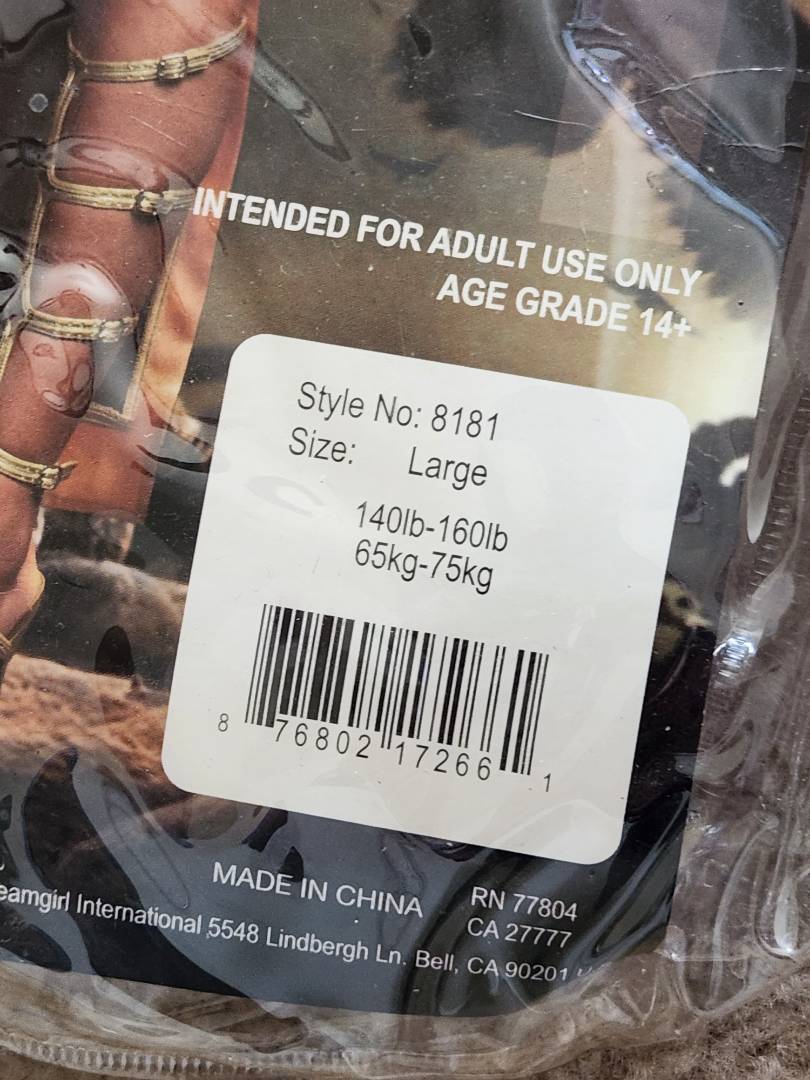 INTENDED FOR ADULT USE ONLY
AGE GRADE 14+
Style No: 8181
Size: Large
140lb-160lb
65kg-75kg
8 76802 17266 1
MADE IN CHINA
RN 77804
CA 27777
eamgirl International 5548 Lindbergh Ln. Bell, CA 90201